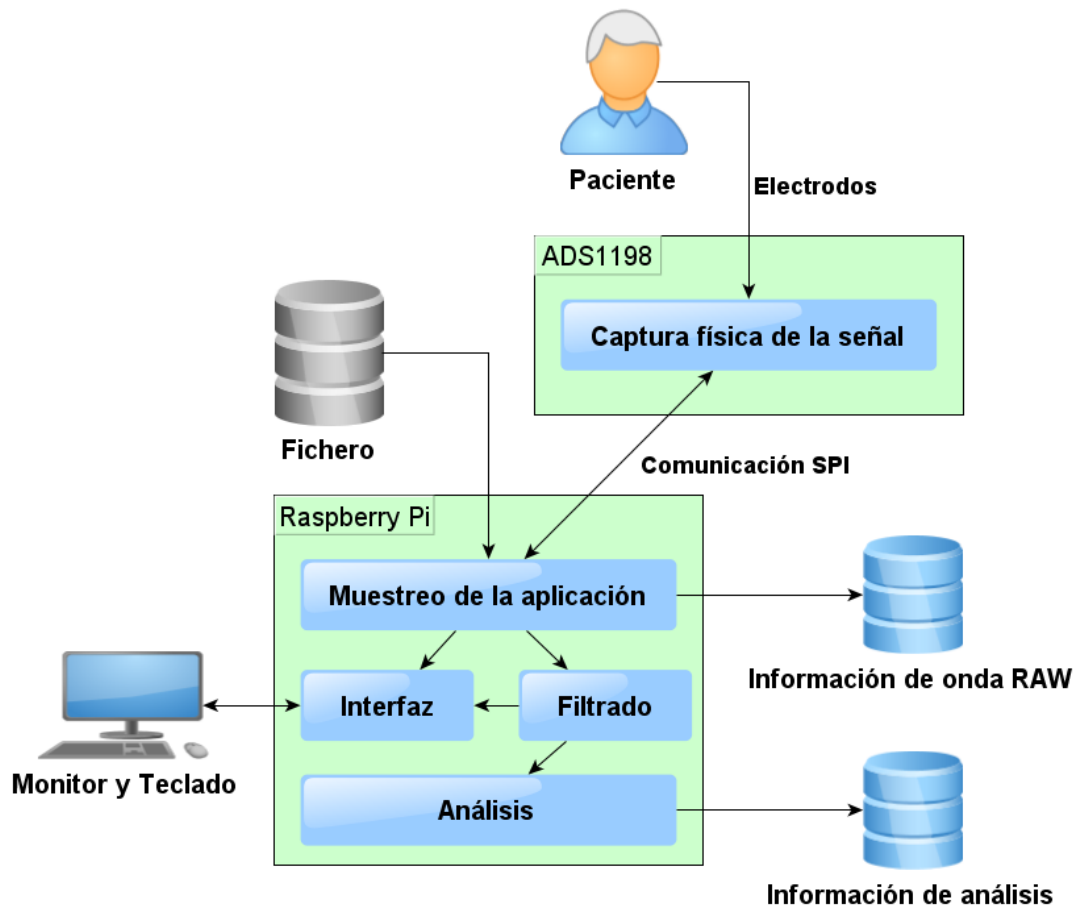 Paciente
Electrodos
ADS1198
Captura física de la señal
Fichero
Comunicación SPI
Raspberry Pi
Muestreo de la aplicación
Información de onda RAW
Interfaz
Filtrado
Monitor y Teclado
Análisis
Información de análisis